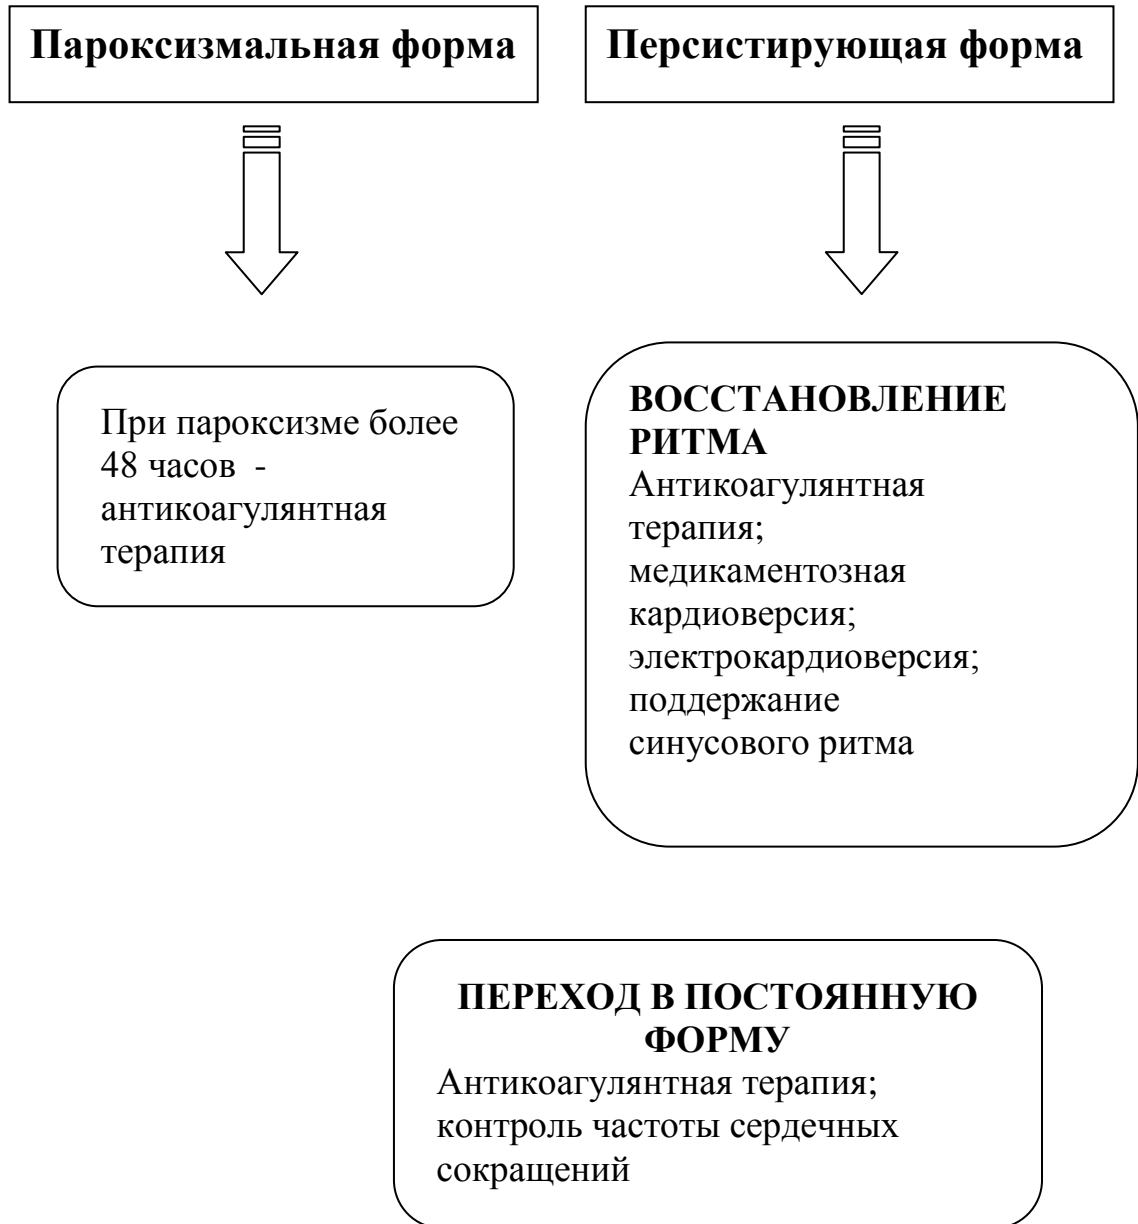 Пароксизмальная форма
Персистирующая форма
При пароксизме более
48 часов -
антикоагулянтная
терапия
ВОССТАНОВЛЕНИЕ
РИТМА
Антикоагулянтная
терапия;
медикаментозная
кардиоверсия;
электрокардиоверсия;
поддержание
синусового ритма
ПЕРЕХОД В ПОСТОЯННУЮ
ФОРМУ
Антикоагулянтная терапия;
контроль частоты сердечных
сокращений